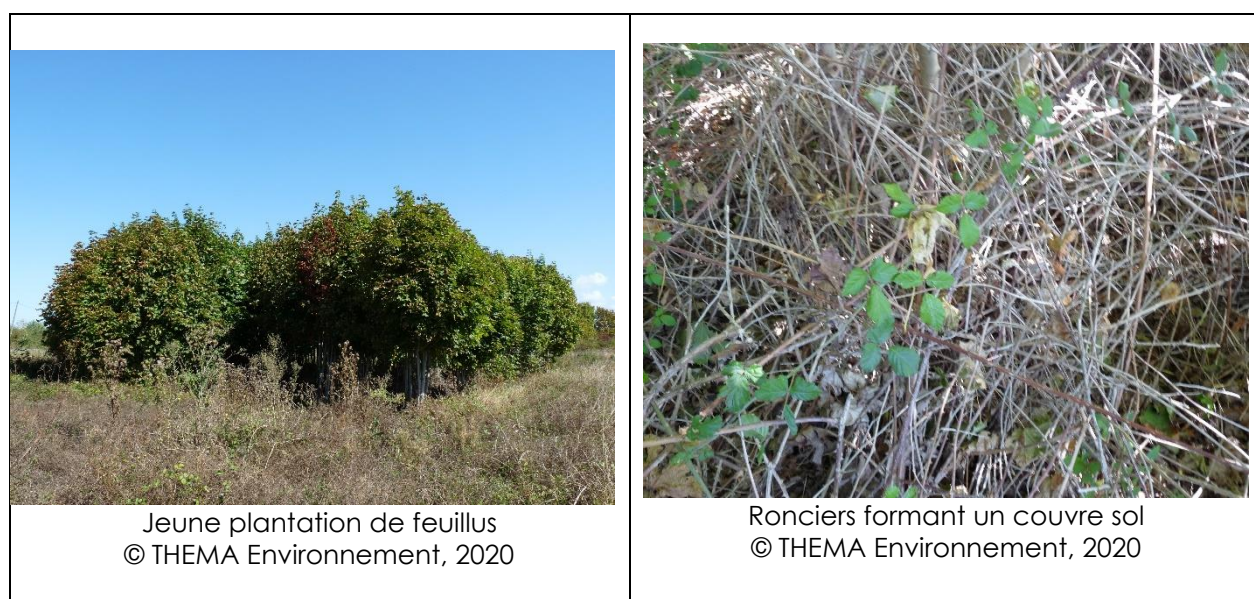 Jeune plantation de feuillus
© THEMA Environnement, 2020
Ronciers formant un couvre sol
© THEMA Environnement, 2020